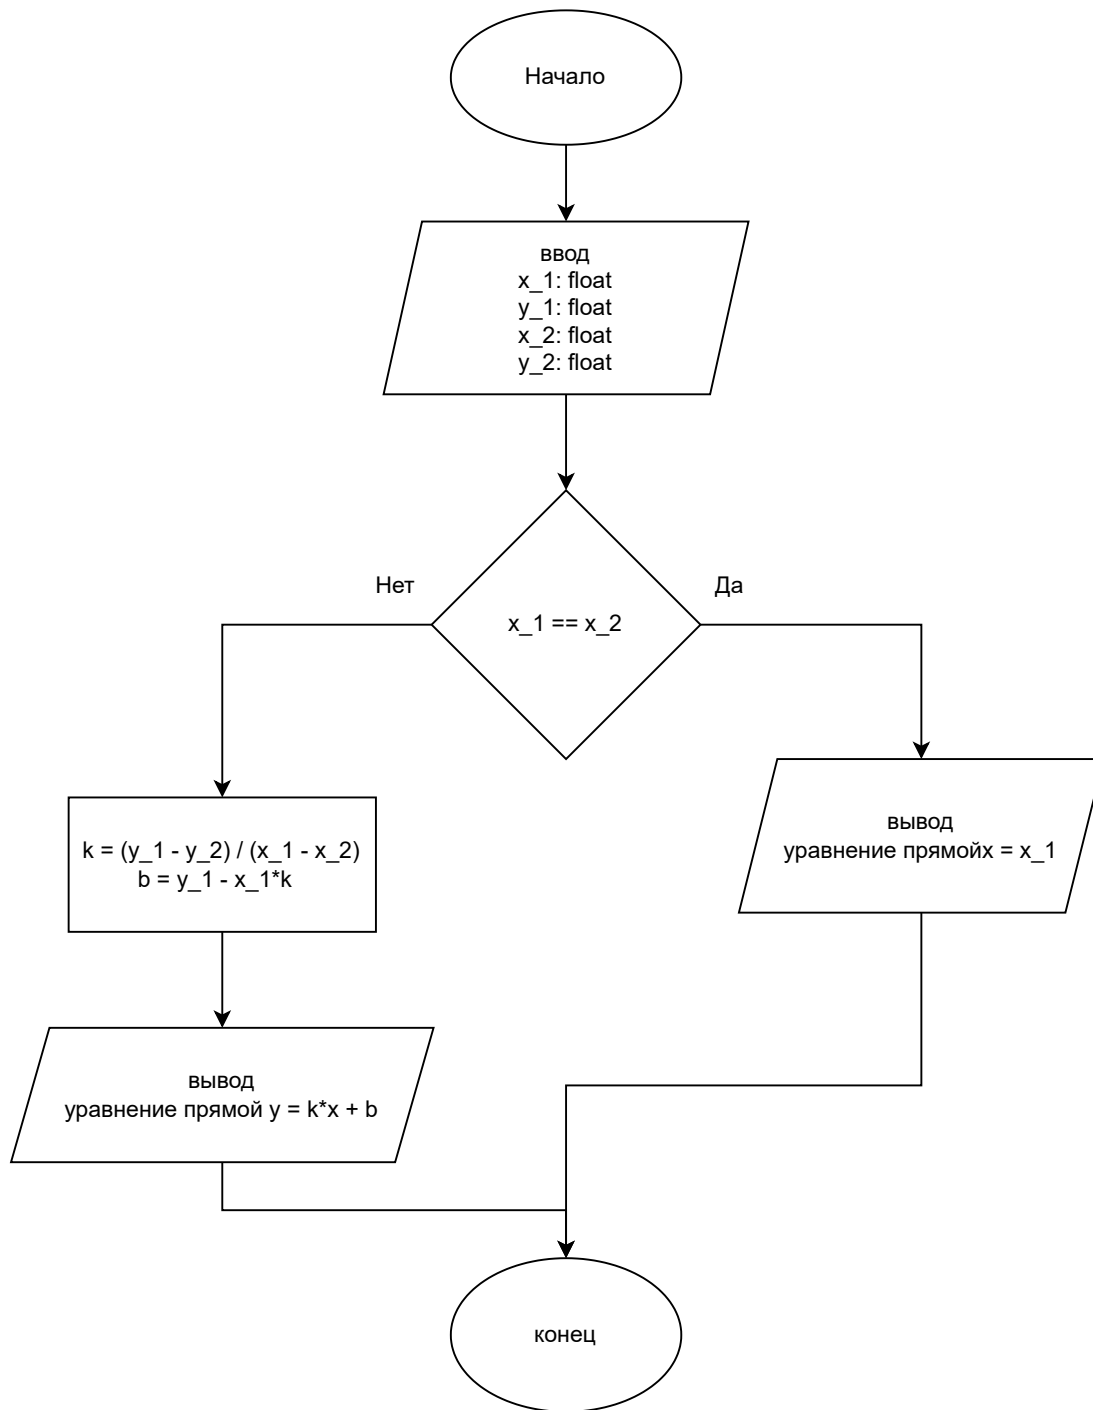 Начало
ввод
x_1: float
y_1: float
x_2: float
y_2: float
Нет
Да
x_1 == x_2
k = (y_1 - y_2) / (x_1 - x_2)
b = y_1 - x_1*k
вывод
уравнение прямойx = x_1
вывод
уравнение прямой y = k*x + b
конец